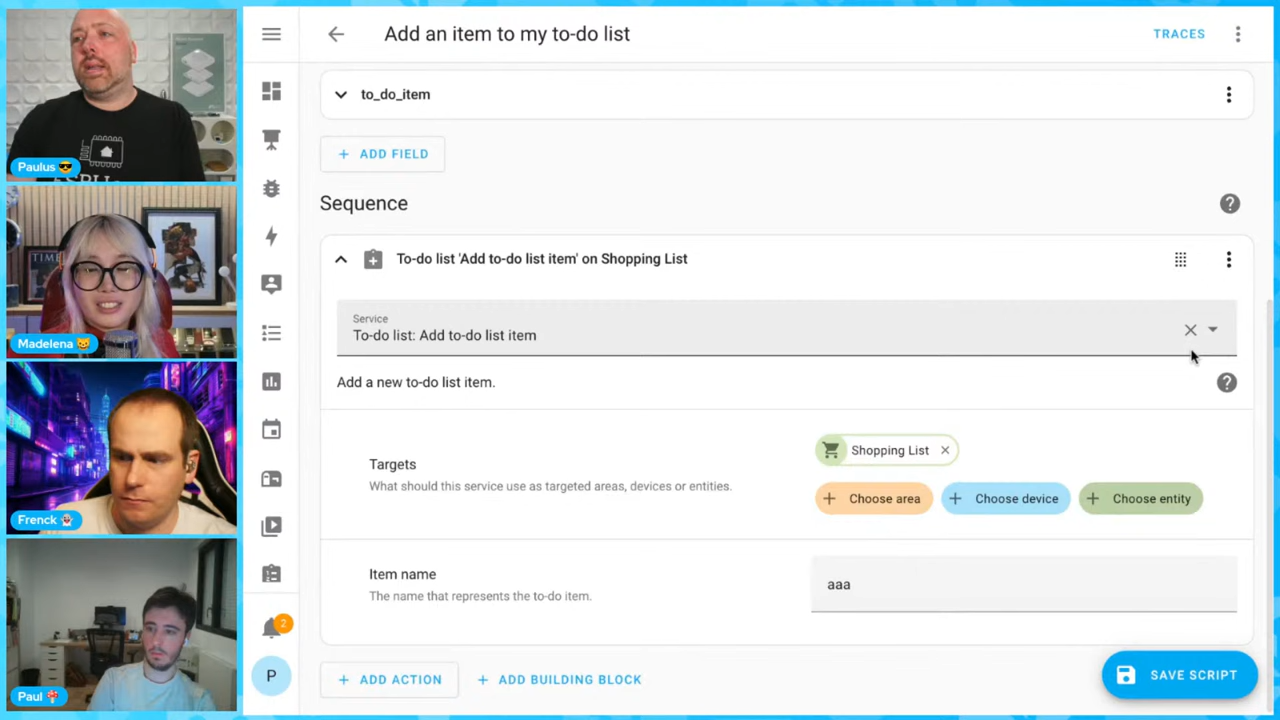 Paulus 😎
TIME
Madelena 😺
Frenck 👻
Paul 🍄
Add an item to my to-do list
TRACES
to_do_item
+ ADD FIELD
Sequence
To-do list 'Add to-do list item' on Shopping List
Service
To-do list: Add to-do list item
Add a new to-do list item.
Targets
What should this service use as targeted areas, devices or entities.
Shopping List
+ Choose area
+ Choose device
+ Choose entity
Item name
The name that represents the to-do item.
aaa
+ ADD ACTION
+ ADD BUILDING BLOCK
SAVE SCRIPT
2
P